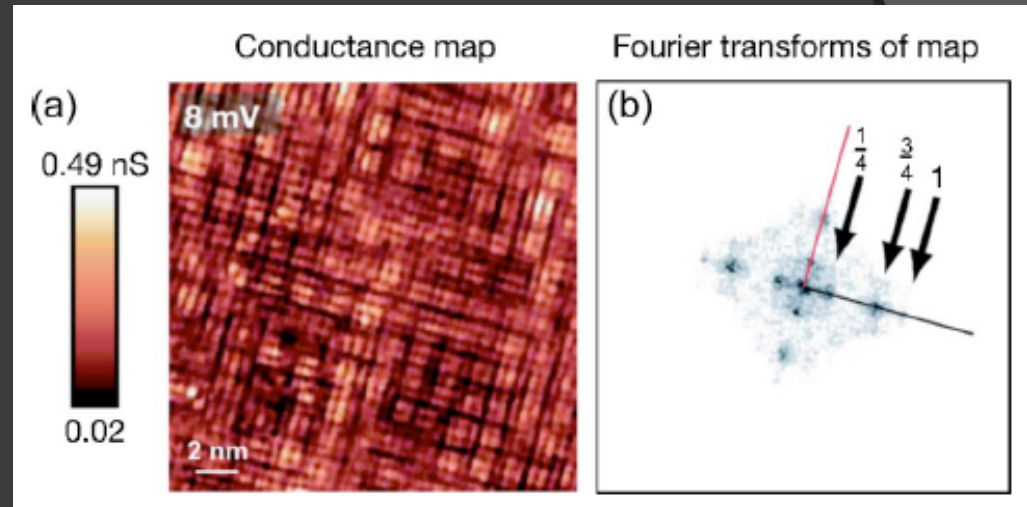 Conductance map
Fourier transforms of map
(a)
8 mV
0.49 nS
0.02
2 nm
(b)
1/4
3/4
1